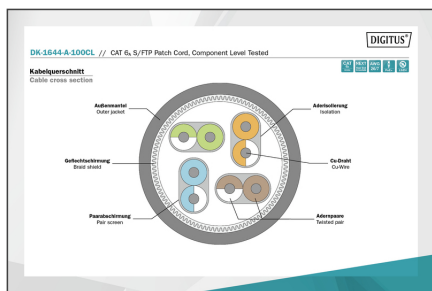 DIGITUS®
DK-1644-A-100CL // CAT 6A S/FTP Patch Cord, Component Level Tested
Kabelquerschnitt
Cable cross section
Außenmantel
Outer jacket
Aderisolierung
Isolation
Geflechtschirmung
Braid shield
Cu-Draht
Cu-Wire
Paarabschirmung
Pair screen
Adernpaare
Twisted pair